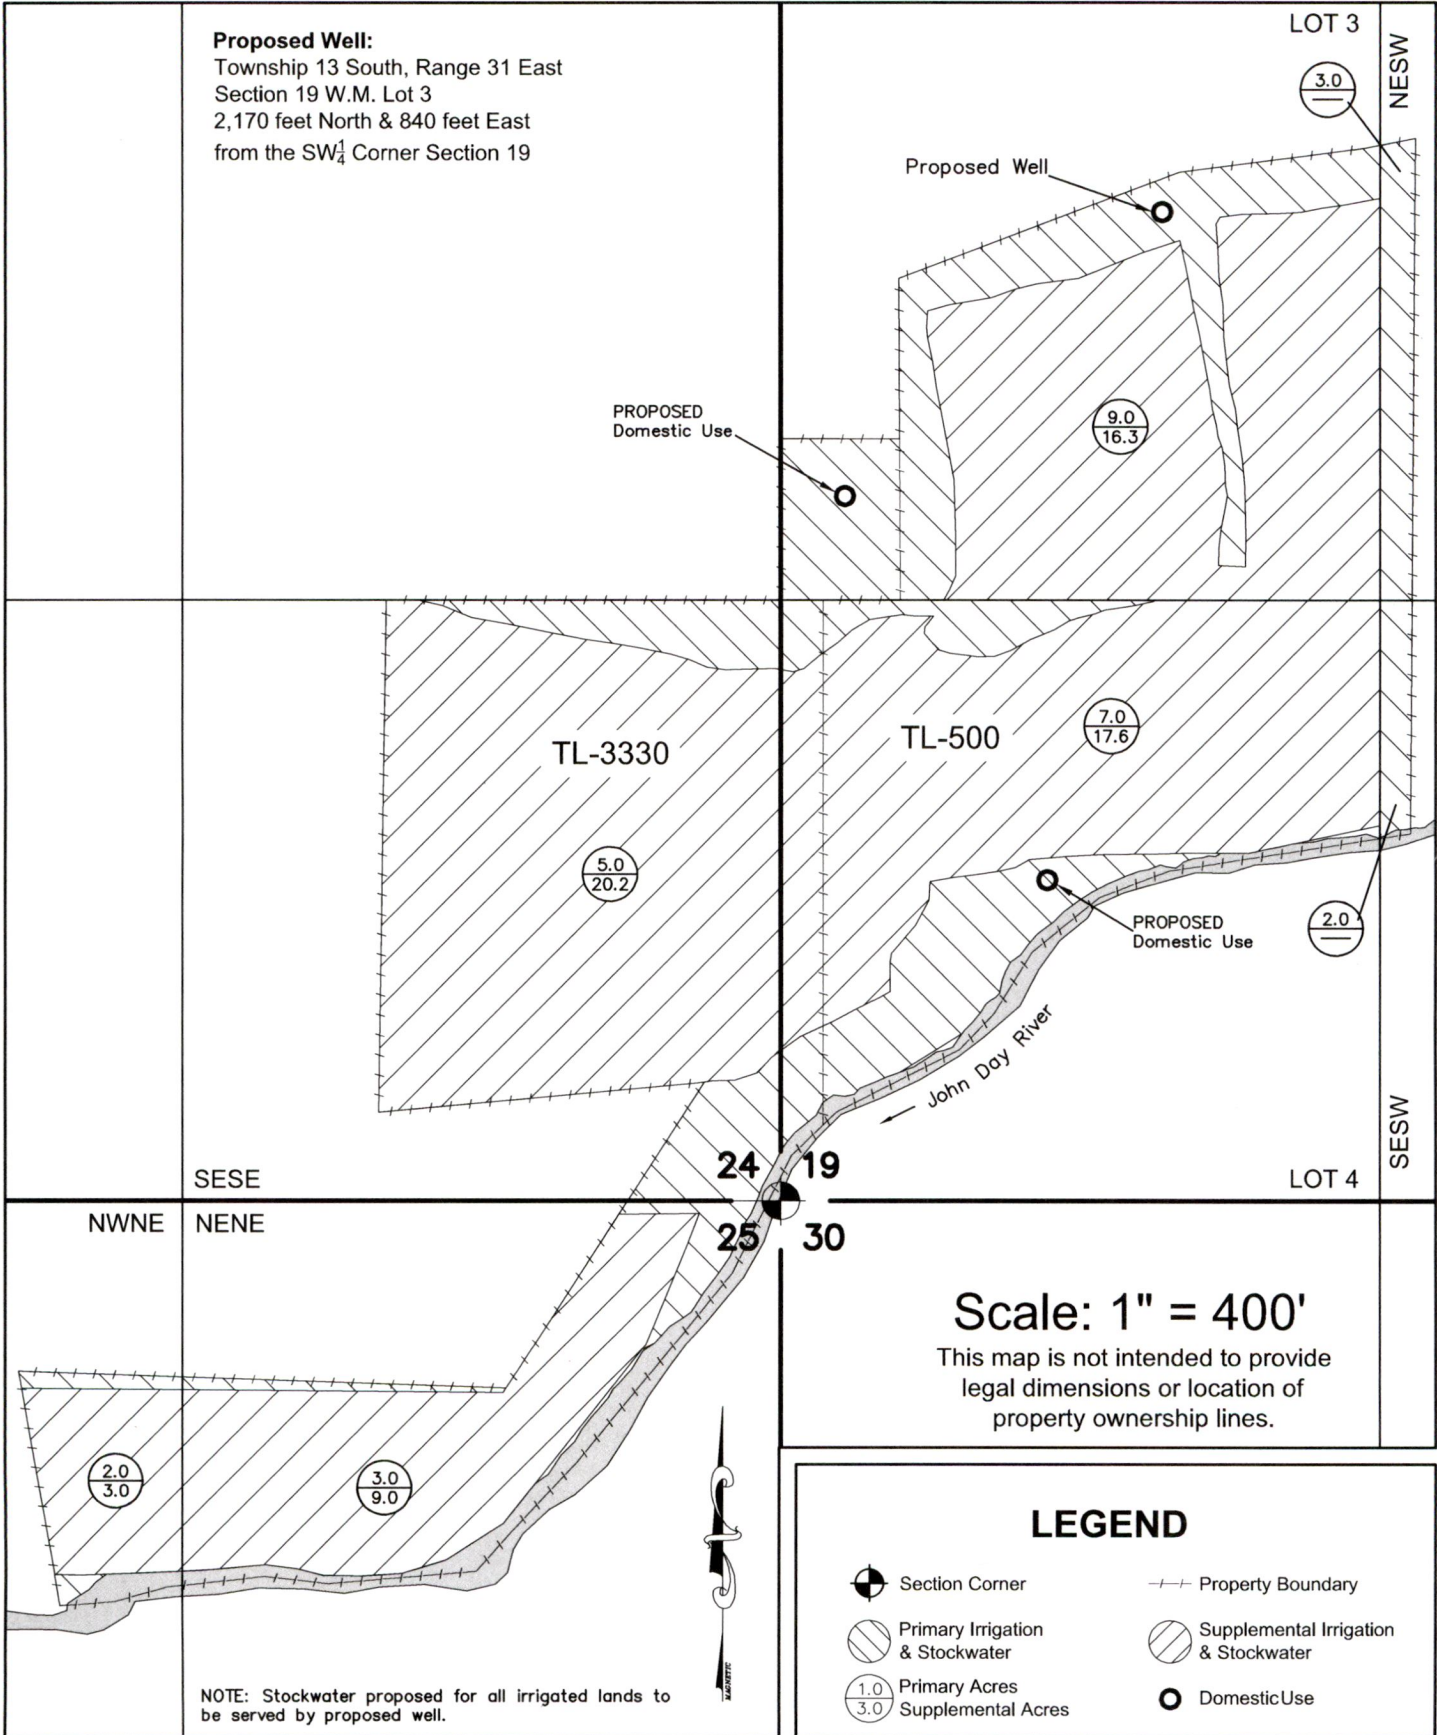 Proposed Well:
Township 13 South, Range 31 East
Section 19 W.M. Lot 3
2,170 feet North & 840 feet East
from the SW¼ Corner Section 19
LOT 3
NESW
3.0
Proposed Well
9.0
16.3
PROPOSED
Domestic Use
TL-3330
TL-500
7.0
17.6
5.0
20.2
PROPOSED
Domestic Use
2.0
John Day River
SESW
24
19
SESE
LOT 4
NWNE
NENE
25
30
Scale: 1" = 400'
This map is not intended to provide
legal dimensions or location of
property ownership lines.
2.0
3.0
3.0
9.0
MAGNETIC
NOTE: Stockwater proposed for all irrigated lands to
be served by proposed well.
LEGEND
Section Corner
Property Boundary
Primary Irrigation
& Stockwater
Supplemental Irrigation
& Stockwater
1.0
3.0
Primary Acres
Supplemental Acres
Domestic Use